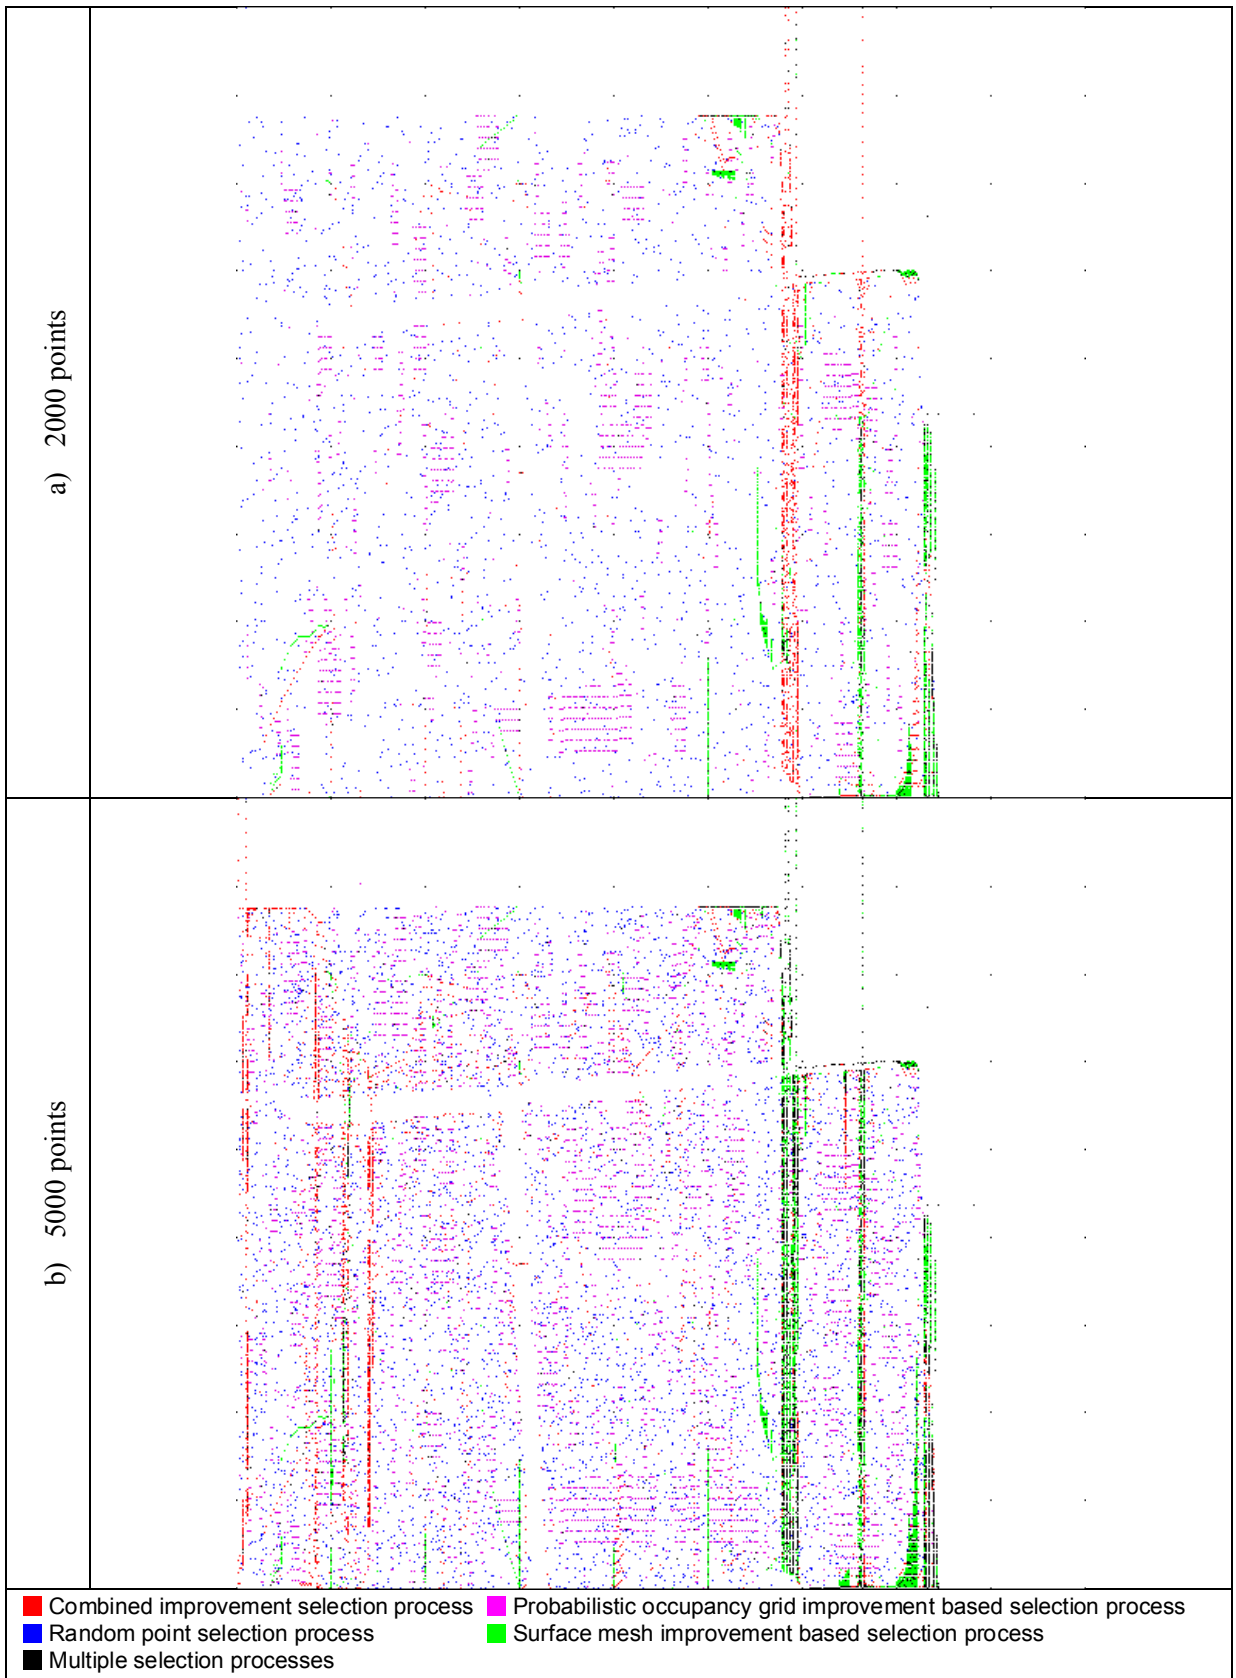 a) 2000 points
b) 5000 points
Combined improvement selection process
Probabilistic occupancy grid improvement based selection process
Random point selection process
Surface mesh improvement based selection process
Multiple selection processes